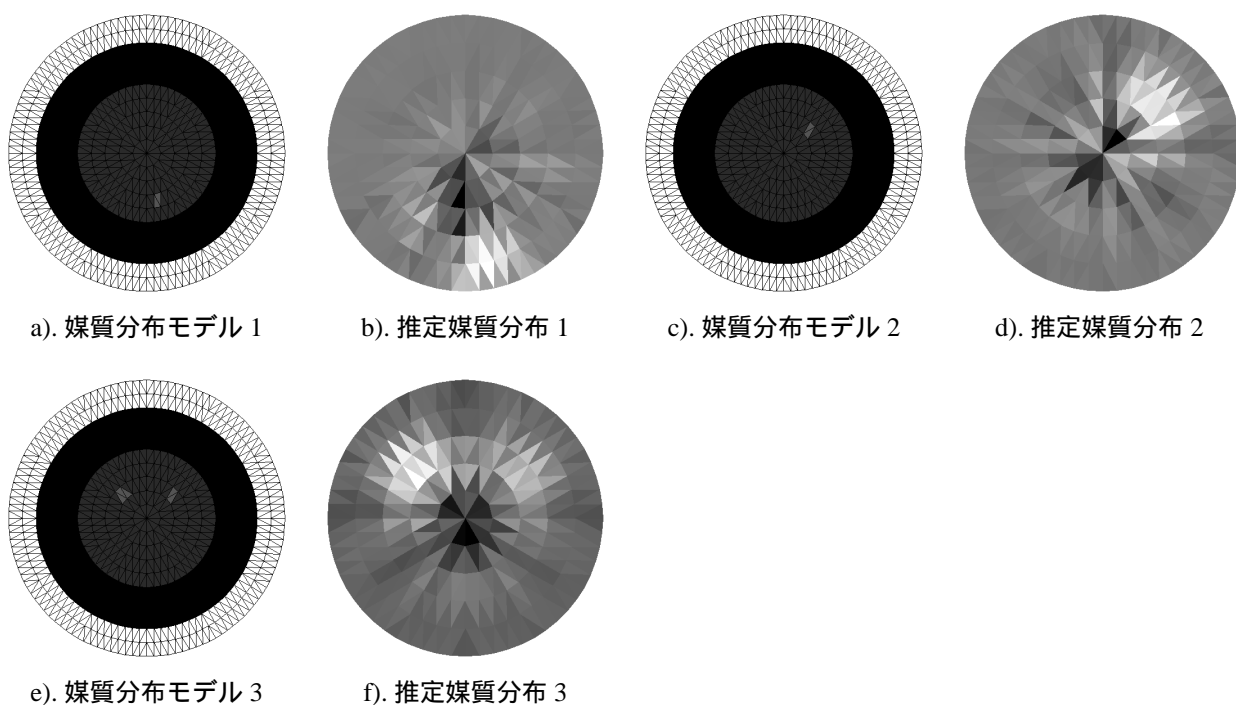 a). 媒質分布モデル 1
b). 推定媒質分布 1
c). 媒質分布モデル 2
d). 推定媒質分布 2
e). 媒質分布モデル 3
f). 推定媒質分布 3